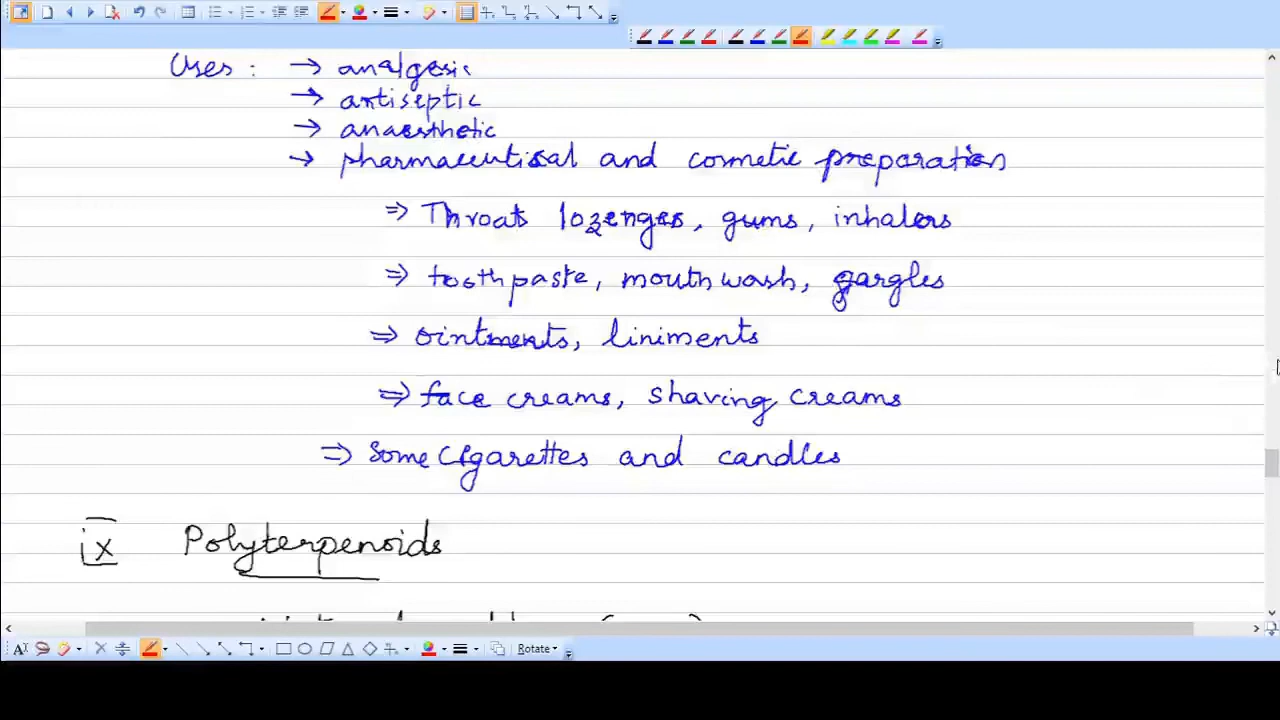 Uses : → analgesic
→ antiseptic
→ anaesthetic
→ pharmaceutical and cosmetic preparation
⇒ Throat lozenges, gums, inhalers
⇒ toothpaste, mouthwash, gargles
⇒ ointments, liniments
⇒ face creams, shaving creams
⇒ Some Cigarettes and candles
ix Polyterpenoids
Rotate